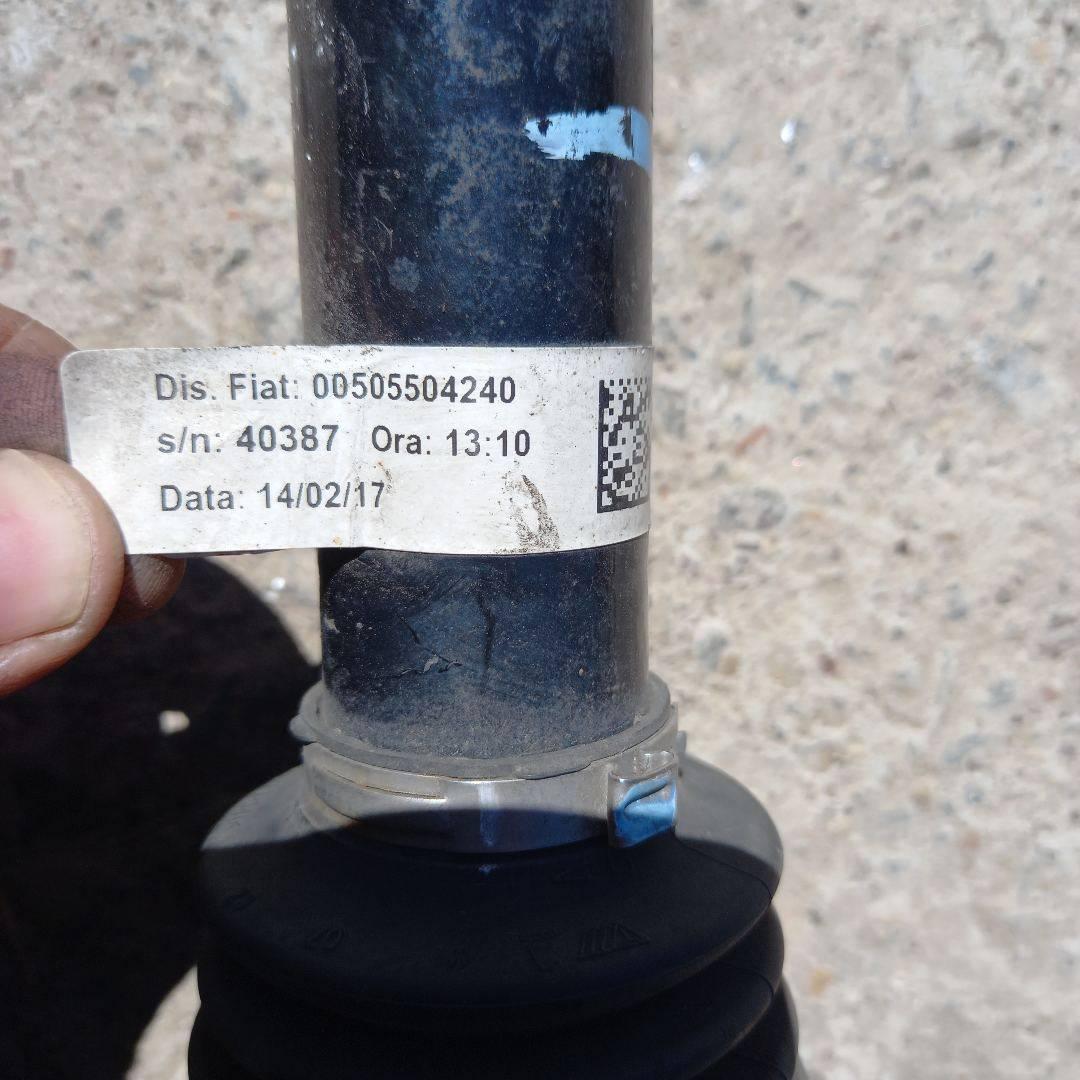 Dis. Fiat: 00505504240
s/n: 40387 Ora: 13:10
Data: 14/02/17